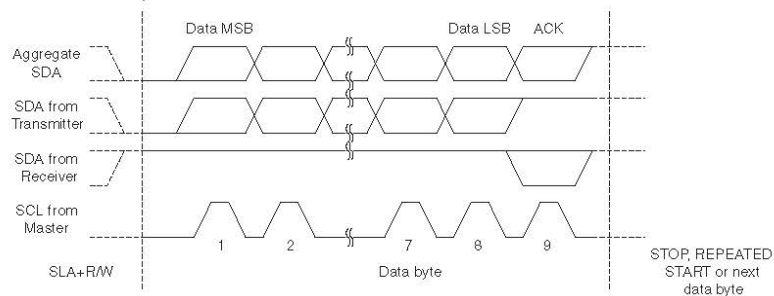 Data MSB
Data LSB
ACK
Aggregate
SDA
SDA from
Transmitter
SDA from
Receiver
SCL from
Master
1
2
7
8
9
SLA+R/W
Data byte
STOP, REPEATED
START or next
data byte